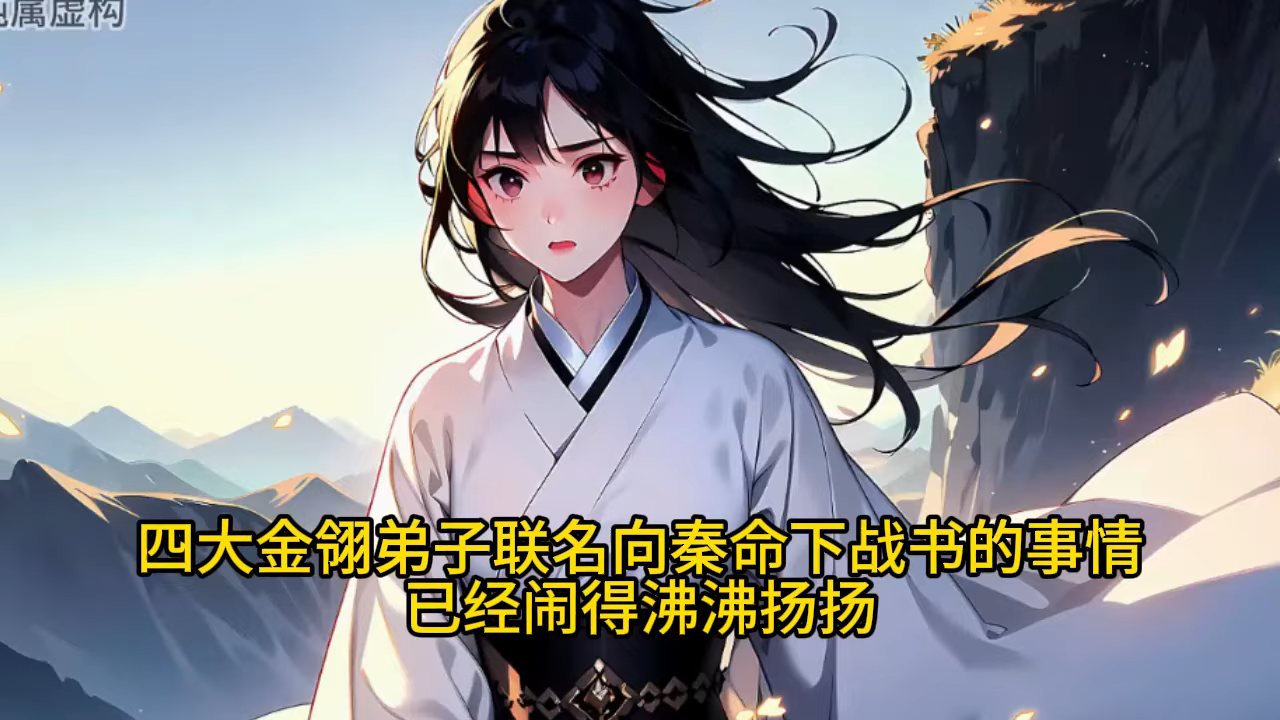 属虚构
四大金翎弟子联名向秦命下战书的事情
已经闹得沸沸扬扬